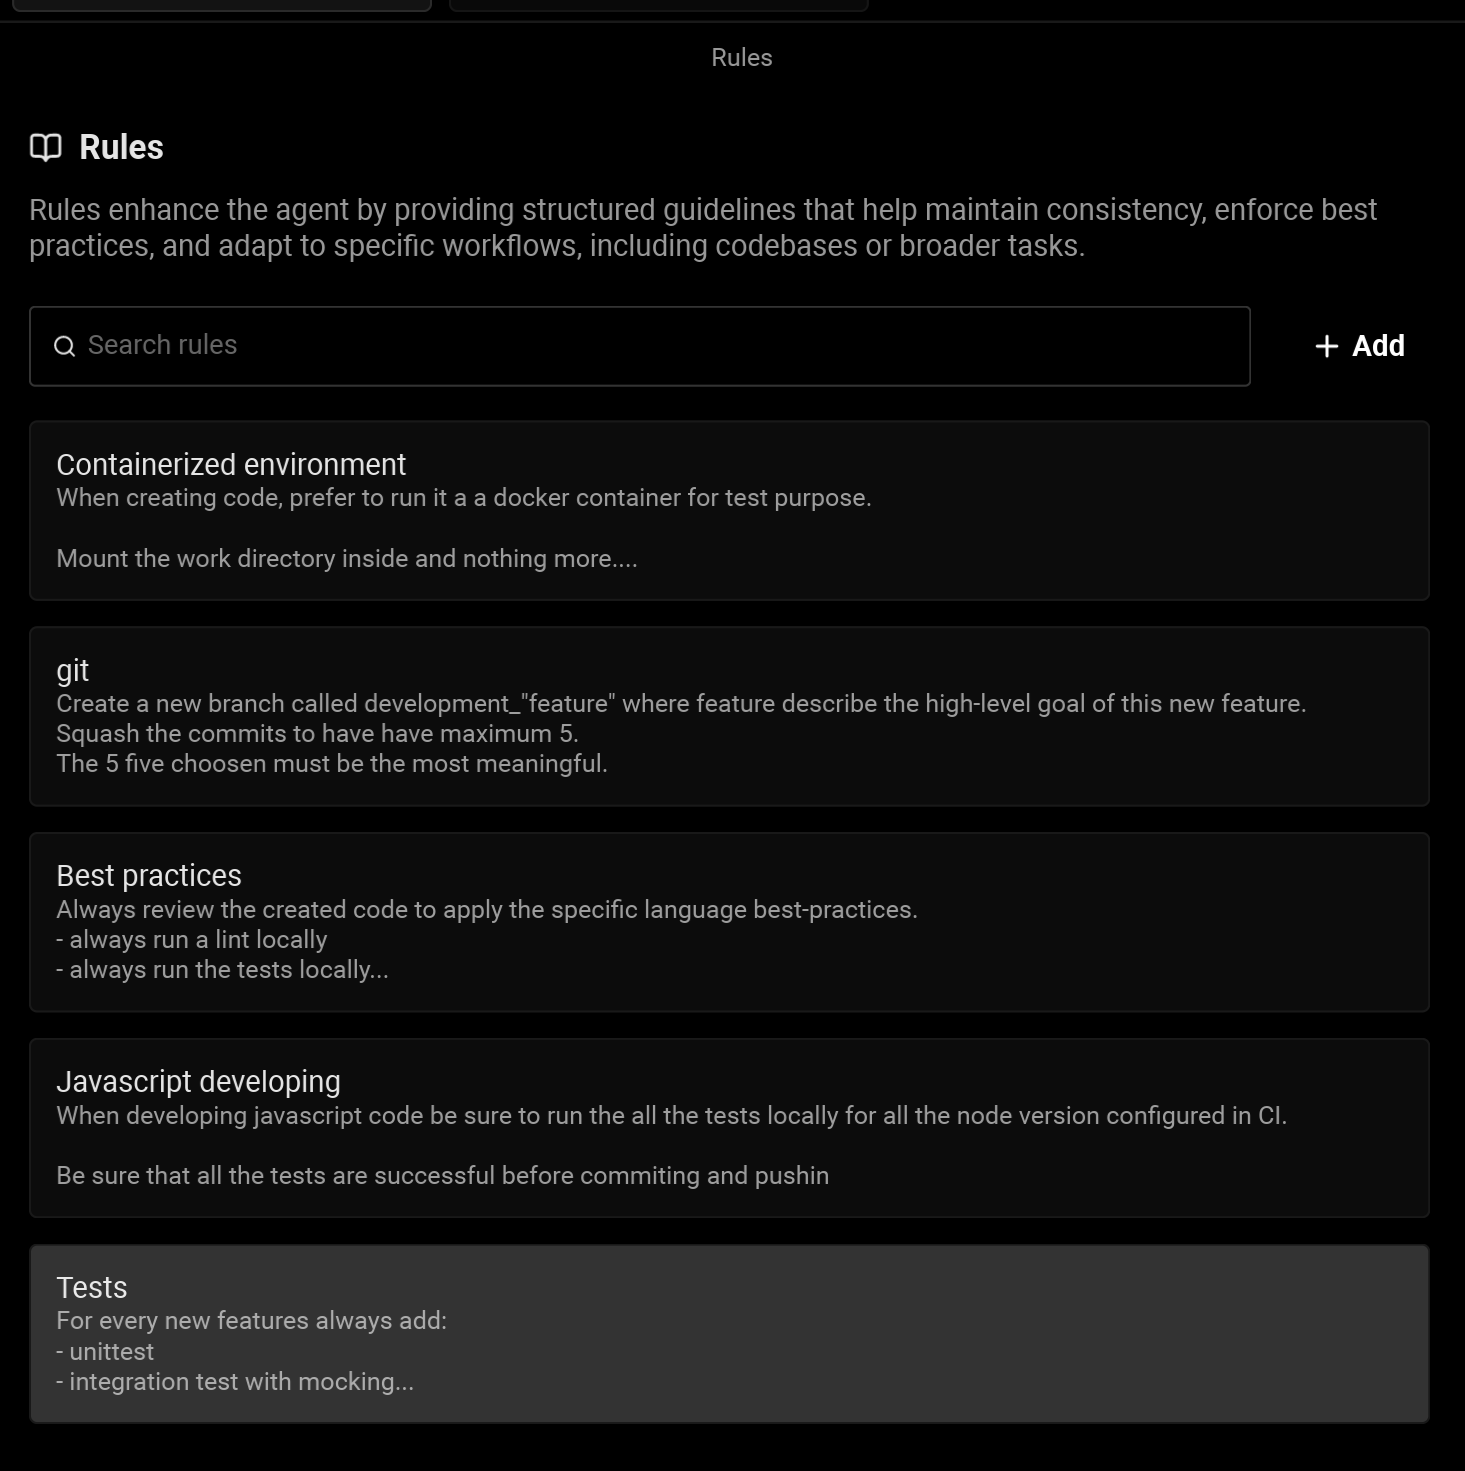 Rules
Rules
Rules enhance the agent by providing structured guidelines that help maintain consistency, enforce best
practices, and adapt to specific workflows, including codebases or broader tasks.
Search rules
Add
Containerized environment
When creating code, prefer to run it a a docker container for test purpose.
Mount the work directory inside and nothing more....
git
Create a new branch called development_"feature" where feature describe the high-level goal of this new feature.
Squash the commits to have have maximum 5.
The 5 five choosen must be the most meaningful.
Best practices
Always review the created code to apply the specific language best-practices.
- always run a lint locally
- always run the tests locally...
Javascript developing
When developing javascript code be sure to run the all the tests locally for all the node version configured in CI.
Be sure that all the tests are successful before commiting and pushin
Tests
For every new features always add:
- unittest
- integration test with mocking...